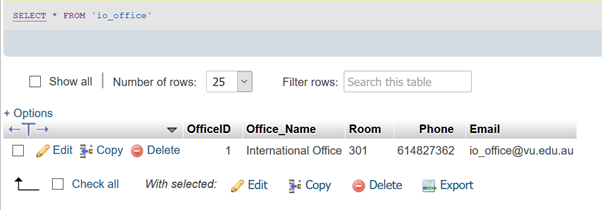 SELECT * FROM `io_office`
Show all | Number of rows: 25 Filter rows: Search this table
+ Options
←T→ OfficeID Office_Name Room Phone Email
Edit Copy Delete 1 International Office 301 614827362 io_office@vu.edu.au
Check all With selected: Edit Copy Delete Export